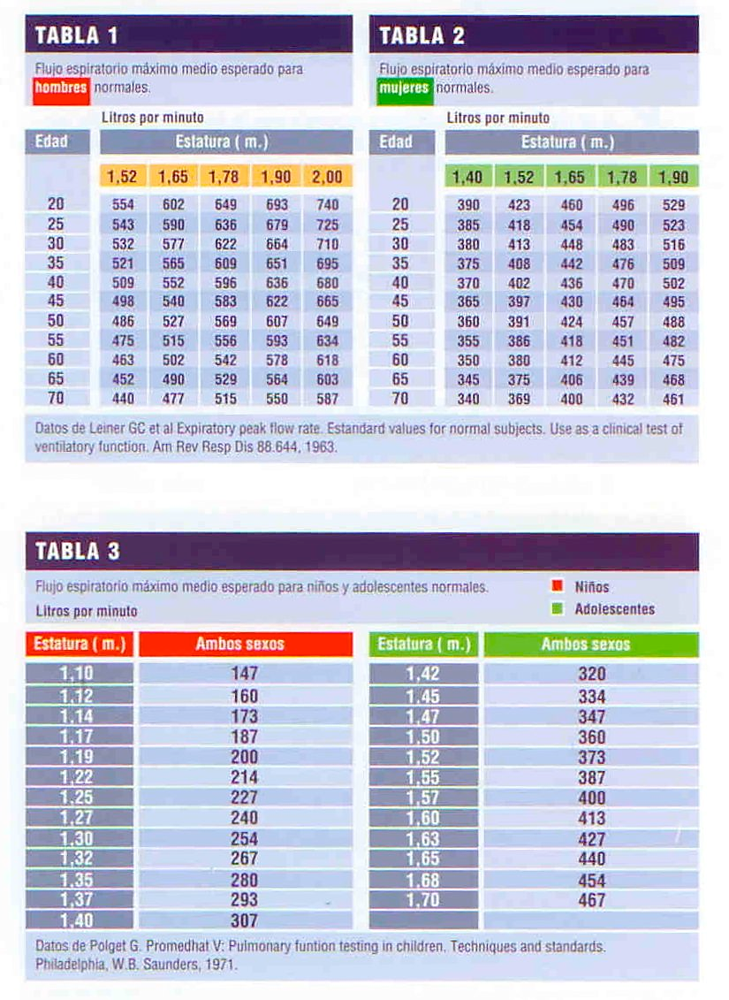 TABLA 1
Flujo espiratorio máximo medio esperado para
hombres normales.
Litros por minuto
Edad Estatura ( m.)
1,52 1,65 1,78 1,90 2,00
20 554 602 649 693 740
25 543 590 636 679 725
30 532 577 622 664 710
35 521 565 609 651 695
40 509 552 596 636 680
45 498 540 583 622 665
50 486 527 569 607 649
55 475 515 556 593 634
60 463 502 542 578 618
65 452 490 529 564 603
70 440 477 515 550 587
TABLA 2
Flujo espiratorio máximo medio esperado para
mujeres normales.
Litros por minuto
Edad Estatura ( m.)
1,40 1,52 1,65 1,78 1,90
20 390 423 460 496 529
25 385 418 454 490 523
30 380 413 448 483 516
35 375 408 442 476 509
40 370 402 436 470 502
45 365 397 430 464 495
50 360 391 424 457 488
55 355 386 418 451 482
60 350 380 412 445 475
65 345 375 406 439 468
70 340 369 400 432 461
Datos de Leiner GC et al Expiratory peak flow rate. Estandard values for normal subjects. Use as a clinical test of
ventilatory function. Am Rev Resp Dis 88.644, 1963.
TABLA 3
Flujo espiratorio máximo medio esperado para niños y adolescentes normales.
Litros por minuto
Niños
Adolescentes
Estatura ( m.) Ambos sexos
1,10 147
1,12 160
1,14 173
1,17 187
1,19 200
1,22 214
1,25 227
1,27 240
1,30 254
1,32 267
1,35 280
1,37 293
1,40 307
Estatura ( m.) Ambos sexos
1,42 320
1,45 334
1,47 347
1,50 360
1,52 373
1,55 387
1,57 400
1,60 413
1,63 427
1,65 440
1,68 454
1,70 467
Datos de Polget G. Promedhat V: Pulmonary funtion testing in children. Techniques and standards.
Philadelphia, W.B. Saunders, 1971.